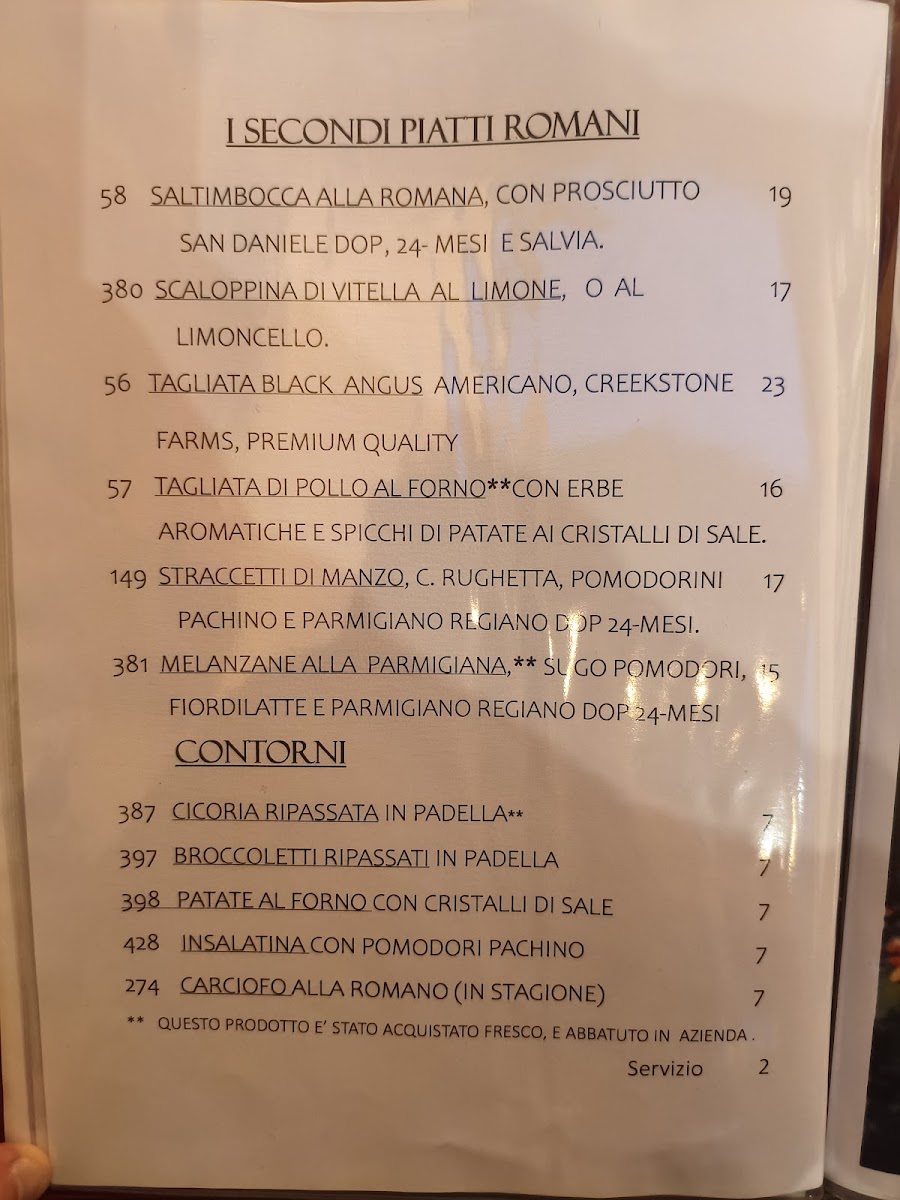 I SECONDI PIATTI ROMANI
58 SALTIMBOCCA ALLA ROMANA, CON PROSCIUTTO 19
SAN DANIELE DOP, 24- MESI E SALVIA.
380 SCALOPPINA DI VITELLA AL LIMONE, O AL 17
LIMONCELLO.
56 TAGLIATA BLACK ANGUS AMERICANO, CREEKSTONE 23
FARMS, PREMIUM QUALITY
57 TAGLIATA DI POLLO AL FORNO**CON ERBE 16
AROMATICHE E SPICCHI DI PATATE AI CRISTALLI DI SALE.
149 STRACCETTI DI MANZO, C. RUGHETTA, POMODORINI 17
PACHINO E PARMIGIANO REGIANO DOP 24-MESI.
381 MELANZANE ALLA PARMIGIANA,** SUGO POMODORI, 15
FIORDILATTE E PARMIGIANO REGIANO DOP 24-MESI
CONTORNI
387 CICORIA RIPASSATA IN PADELLA** 7
397 BROCCOLETTI RIPASSATI IN PADELLA 7
398 PATATE AL FORNO CON CRISTALLI DI SALE 7
428 INSALATINA CON POMODORI PACHINO 7
274 CARCIOFO ALLA ROMANO (IN STAGIONE) 7
** QUESTO PRODOTTO E' STATO ACQUISTATO FRESCO, E ABBATUTO IN AZIENDA .
Servizio 2